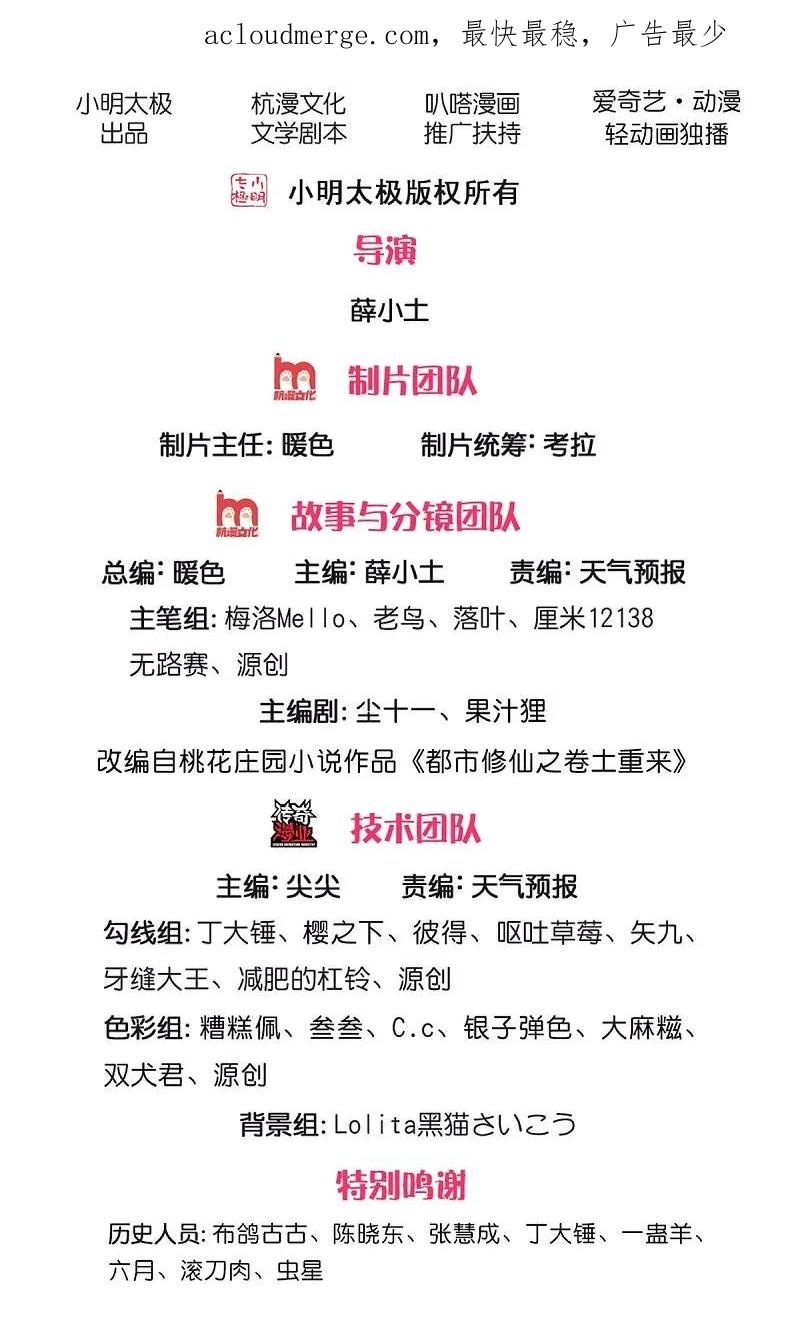 acloudmerge.com, 最快最稳, 广告最少
小明太极 杭漫文化 叭嗒漫画 爱奇艺·动漫
出品 文学剧本 推广扶持 轻动画独播
小明太极 小明太极版权所有
导演
薛小土
杭漫文化 制片团队
制片主任: 暖色 制片统筹: 考拉
杭漫文化 故事与分镜团队
总编: 暖色 主编: 薛小土 责编: 天气预报
主笔组: 梅洛Mello、老鸟、落叶、厘米12138
无路赛、源创
主编剧: 尘十一、果汁狸
改编自桃花庄园小说作品《都市修仙之卷土重来》
传奇漫业 技术团队
主编: 尖尖 责编: 天气预报
勾线组: 丁大锤、樱之下、彼得、呕吐草莓、矢九、
牙缝大王、减肥的杠铃、源创
色彩组: 糟糕佩、叁叁、C.c、银子弹色、大麻糍、
双犬君、源创
背景组: Lolita黑猫さいこう
特别鸣谢
历史人员: 布鸽古古、陈晓东、张慧成、丁大锤、一蛊羊、
六月、滚刀肉、虫星